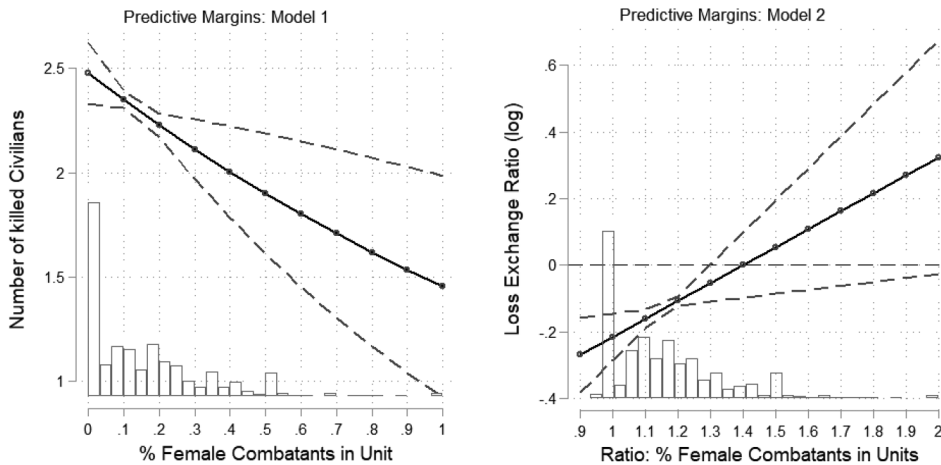 Predictive Margins: Model 1
Number of killed Civilians
2.5
2
1.5
1
0 .1 .2 .3 .4 .5 .6 .7 .8 .9 1
% Female Combatants in Unit
Predictive Margins: Model 2
Loss Exchange Ratio (log)
.6
.4
.2
0
-.2
-.4
.9 1 1.1 1.2 1.3 1.4 1.5 1.6 1.7 1.8 1.9 2
Ratio: % Female Combatants in Units